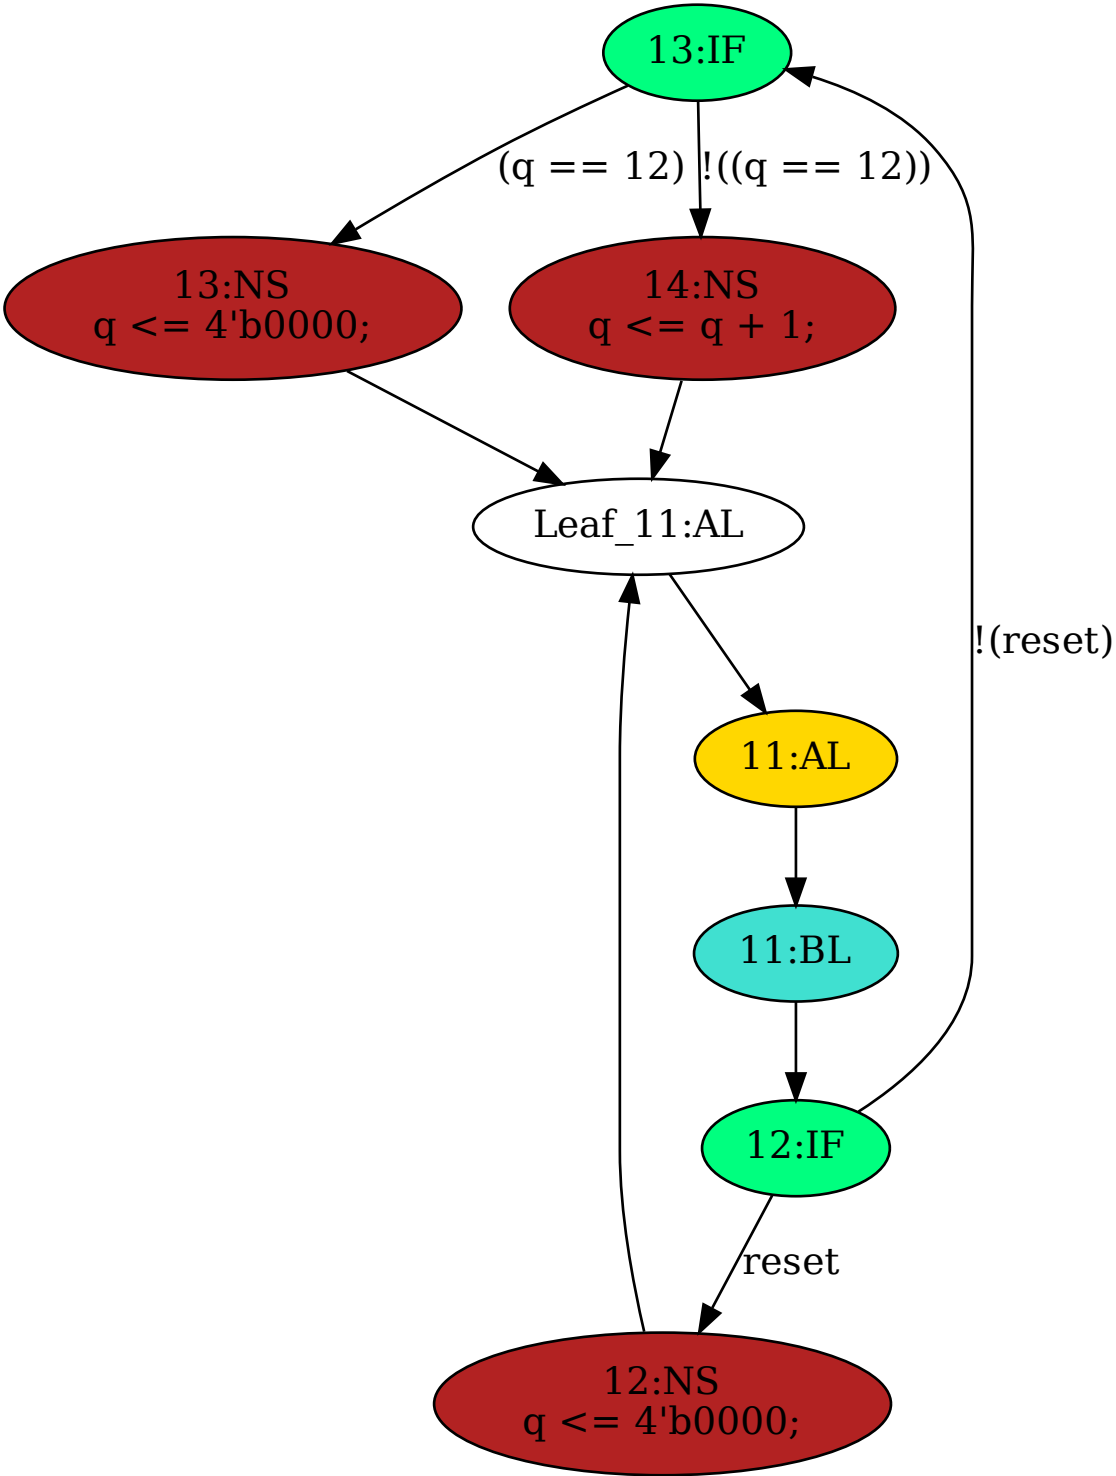 13:IF
(q == 12)
!((q == 12))
13:NS
q <= 4'b0000;
14:NS
q <= q + 1;
Leaf_11:AL
!(reset)
11:AL
11:BL
12:IF
reset
12:NS
q <= 4'b0000;